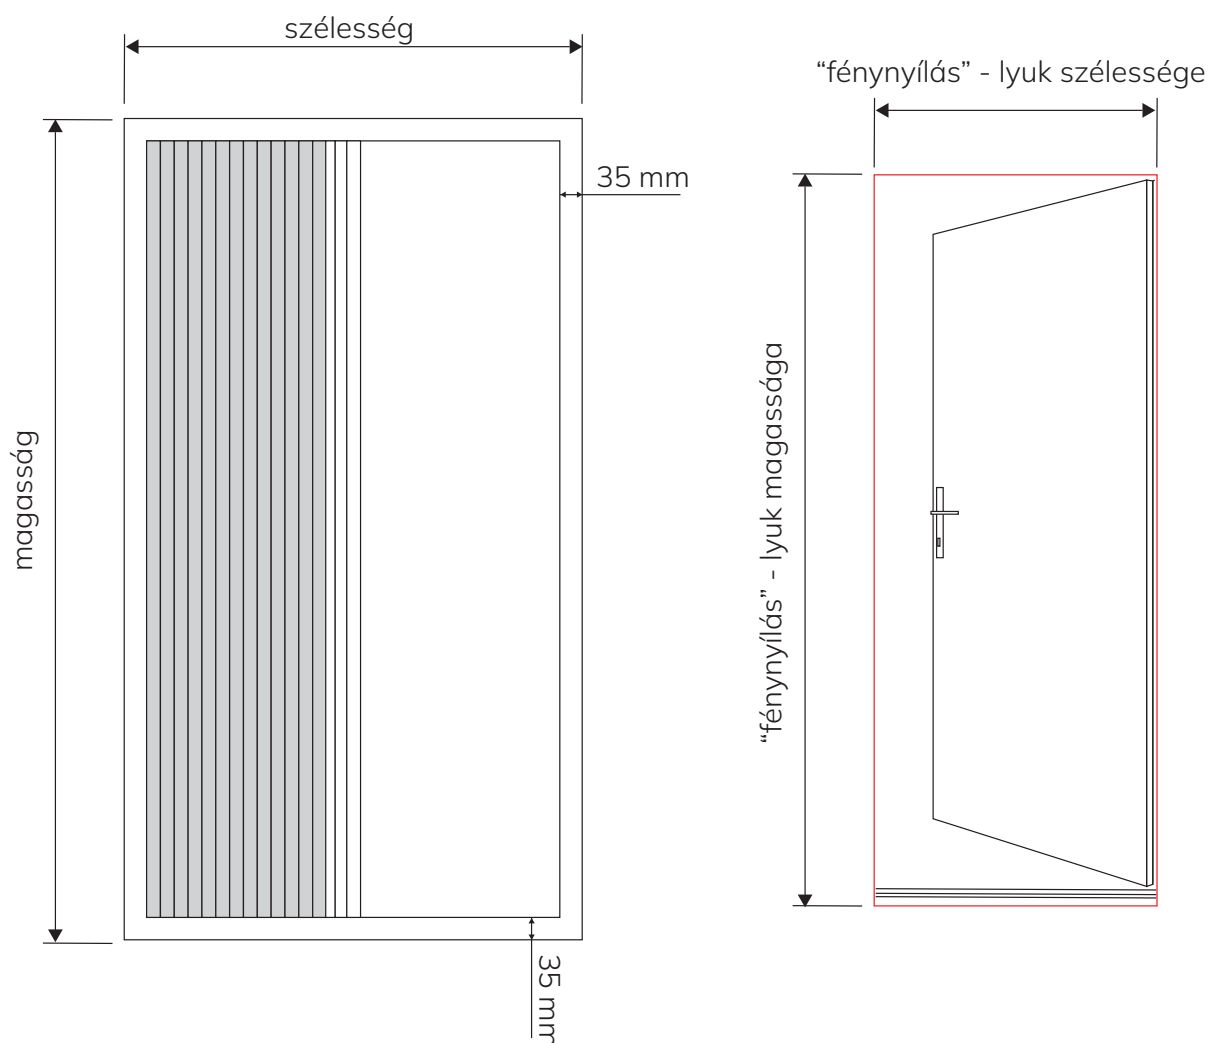 szélesség
“fénynyílás” - lyuk szélessége
35 mm
magasság
“fénynyílás” - lyuk magassága
35 mm